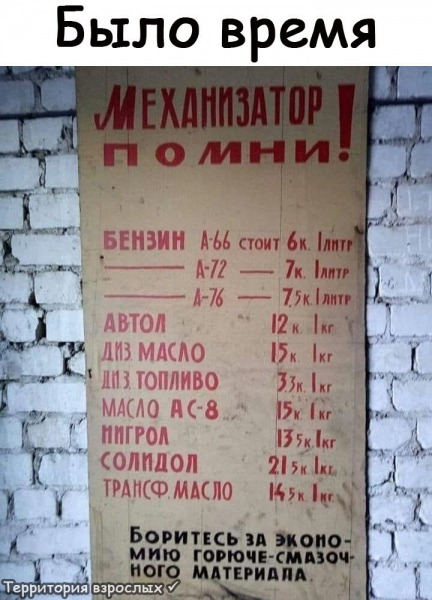 Было время
МЕХАНИЗАТОР
ПОМНИ!
БЕНЗИН А-66 стоит 6к. 1литр
— А-72 — 7к. 1литр
— А-76 — 7,5к 1литр
АВТОЛ 12 к. 1кг
ДИЗ. МАСЛО 15к 1кг
ДИЗ. ТОПЛИВО 3,3к. 1кг
МАСЛО АС-8 15к 1кг
НИГРОЛ 13,5к 1кг
СОЛИДОЛ 21,5к 1кг.
ТРАНСФ. МАСЛО 14,5к 1кг.
БОРИТЕСЬ ЗА ЭКОНО-
МИЮ ГОРЮЧЕ-СМАЗОЧ-
НОГО МАТЕРИАЛА.
Территория взрослых ✓